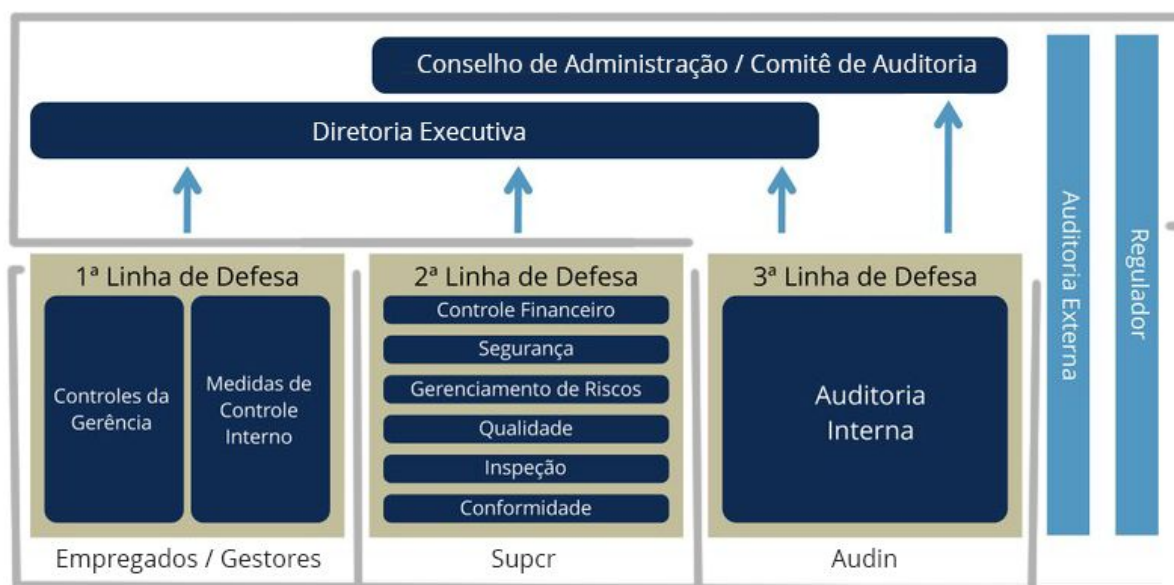 Conselho de Administração / Comitê de Auditoria
Diretoria Executiva
1ª Linha de Defesa
Controles da
Gerência
Medidas de
Controle
Interno
Empregados / Gestores
2ª Linha de Defesa
Controle Financeiro
Segurança
Gerenciamento de Riscos
Qualidade
Inspeção
Conformidade
Supcr
3ª Linha de Defesa
Auditoria
Interna
Audin
Auditoria Externa
Regulador